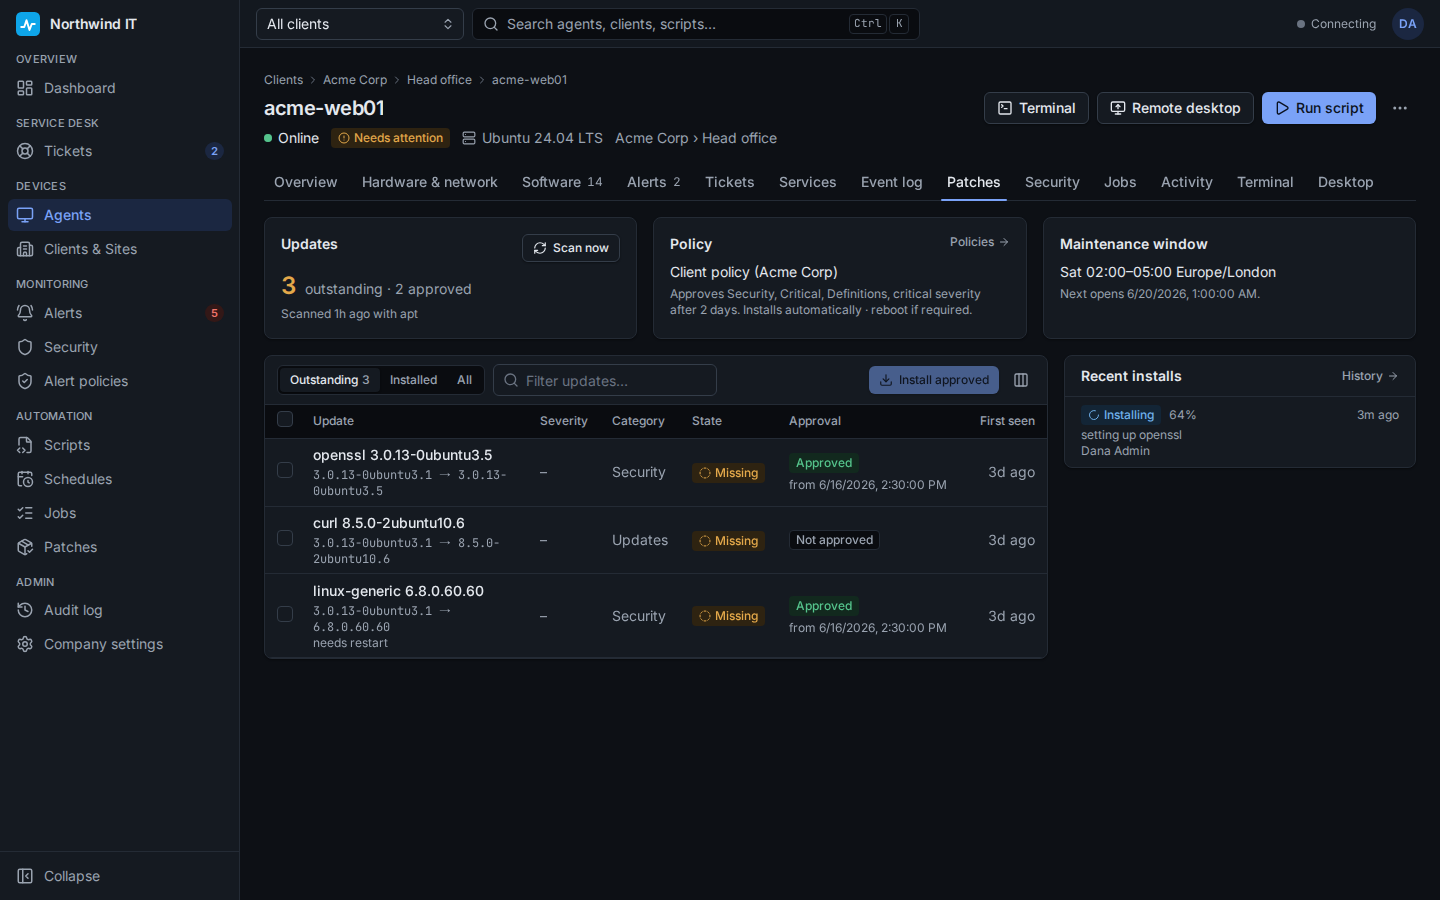 Northwind IT
All clients
Search agents, clients, scripts...
Ctrl K
Connecting
DA
OVERVIEW
Dashboard
SERVICE DESK
Tickets 2
DEVICES
Agents
Clients & Sites
MONITORING
Alerts 5
Security
Alert policies
AUTOMATION
Scripts
Schedules
Jobs
Patches
ADMIN
Audit log
Company settings
Collapse
Clients > Acme Corp > Head office > acme-web01
acme-web01
Online Needs attention Ubuntu 24.04 LTS Acme Corp › Head office
Terminal Remote desktop Run script
Overview Hardware & network Software 14 Alerts 2 Tickets Services Event log Patches Security Jobs Activity Terminal Desktop
Updates Scan now
3 outstanding · 2 approved
Scanned 1h ago with apt
Policy Policies →
Client policy (Acme Corp)
Approves Security, Critical, Definitions, critical severity
after 2 days. Installs automatically · reboot if required.
Maintenance window
Sat 02:00–05:00 Europe/London
Next opens 6/20/2026, 1:00:00 AM.
Outstanding 3 Installed All Filter updates... Install approved
Update Severity Category State Approval First seen
openssl 3.0.13-0ubuntu3.5
3.0.13-0ubuntu3.1 → 3.0.13-
0ubuntu3.5
– Security Missing Approved
from 6/16/2026, 2:30:00 PM
3d ago
curl 8.5.0-2ubuntu10.6
3.0.13-0ubuntu3.1 → 8.5.0-
2ubuntu10.6
– Updates Missing Not approved 3d ago
linux-generic 6.8.0.60.60
3.0.13-0ubuntu3.1 →
6.8.0.60.60
needs restart
– Security Missing Approved
from 6/16/2026, 2:30:00 PM
3d ago
Recent installs History →
Installing 64% 3m ago
setting up openssl
Dana Admin